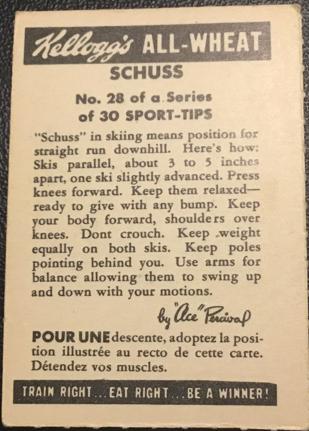 Kellogg's ALL-WHEAT
SCHUSS
No. 28 of a Series
of 30 SPORT-TIPS
"Schuss" in skiing means position for
straight run downhill. Here's how:
Skis parallel, about 3 to 5 inches
apart, one ski slightly advanced. Press
knees forward. Keep them relaxed—
ready to give with any bump. Keep
your body forward, shoulders over
knees. Dont crouch. Keep weight
equally on both skis. Keep poles
pointing behind you. Use arms for
balance allowing them to swing up
and down with your motions.
by "Ace" Percival
POUR UNE descente, adoptez la posi-
tion illustrée au recto de cette carte.
Détendez vos muscles.
TRAIN RIGHT...EAT RIGHT...BE A WINNER!